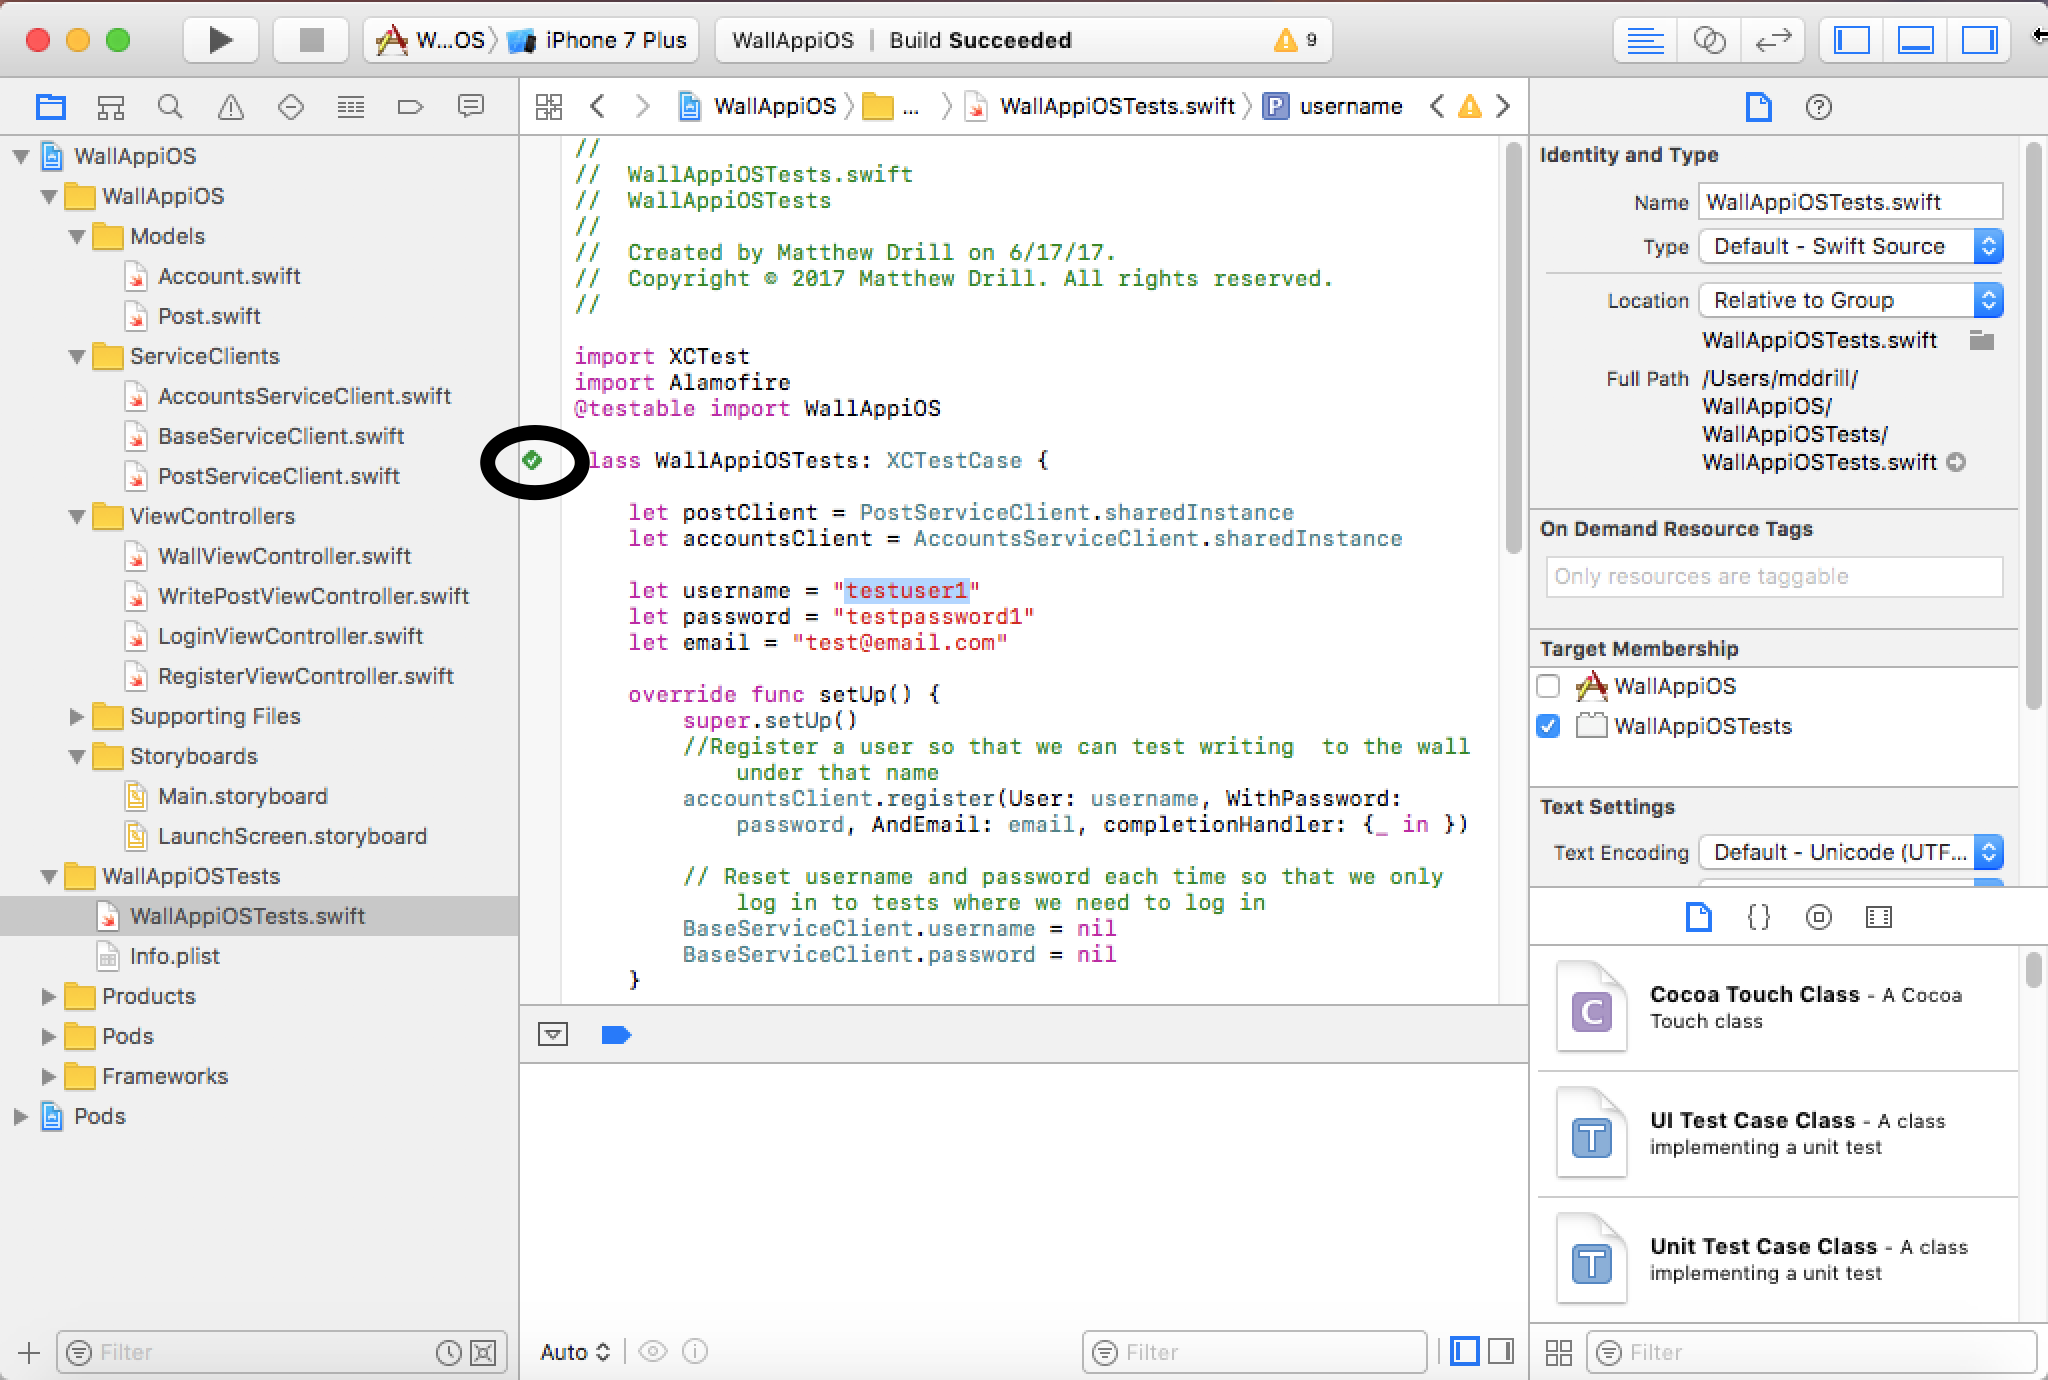 W...OS iPhone 7 Plus WallAppiOS | Build Succeeded 9
WallAppiOS ... WallAppiOSTests.swift P username
WallAppiOS
WallAppiOS
Models
Account.swift
Post.swift
ServiceClients
AccountsServiceClient.swift
BaseServiceClient.swift
PostServiceClient.swift
ViewControllers
WallViewController.swift
WritePostViewController.swift
LoginViewController.swift
RegisterViewController.swift
Supporting Files
Storyboards
Main.storyboard
LaunchScreen.storyboard
WallAppiOSTests
WallAppiOSTests.swift
Info.plist
Products
Pods
Frameworks
Pods
Filter
//
//  WallAppiOSTests.swift
//  WallAppiOSTests
//
//  Created by Matthew Drill on 6/17/17.
//  Copyright © 2017 Matthew Drill. All rights reserved.
//
import XCTest
import Alamofire
@testable import WallAppiOS
lass WallAppiOSTests: XCTestCase {
let postClient = PostServiceClient.sharedInstance
let accountsClient = AccountsServiceClient.sharedInstance
let username = "testuser1"
let password = "testpassword1"
let email = "test@email.com"
override func setUp() {
super.setUp()
//Register a user so that we can test writing  to the wall
under that name
accountsClient.register(User: username, WithPassword:
password, AndEmail: email, completionHandler: {_ in })
// Reset username and password each time so that we only
log in to tests where we need to log in
BaseServiceClient.username = nil
BaseServiceClient.password = nil
}
Auto
Filter
Identity and Type
Name WallAppiOSTests.swift
Type Default - Swift Source
Location Relative to Group
WallAppiOSTests.swift
Full Path /Users/mddrill/
WallAppiOS/
WallAppiOSTests/
WallAppiOSTests.swift
On Demand Resource Tags
Only resources are taggable
Target Membership
WallAppiOS
WallAppiOSTests
Text Settings
Text Encoding Default - Unicode (UTF...
{}
C
Cocoa Touch Class - A Cocoa
Touch class
T
UI Test Case Class - A class
implementing a unit test
T
Unit Test Case Class - A class
implementing a unit test
Filter